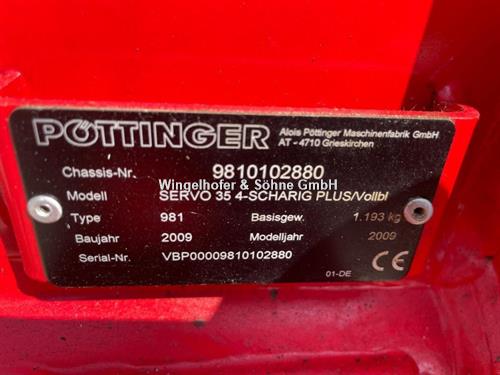 PÖTTINGER
Alois Pöttinger Maschinenfabrik GmbH
AT - 4710 Grieskirchen
Chassis-Nr. 9810102880
Wingelhofer & Söhne GmbH
Modell SERVO 35 4-SCHARIG PLUS/Vollbl
Type 981 Basisgew. 1.193 kg
Baujahr 2009 Modelljahr 2009
Serial-Nr. VBP00009810102880
01-DE CE